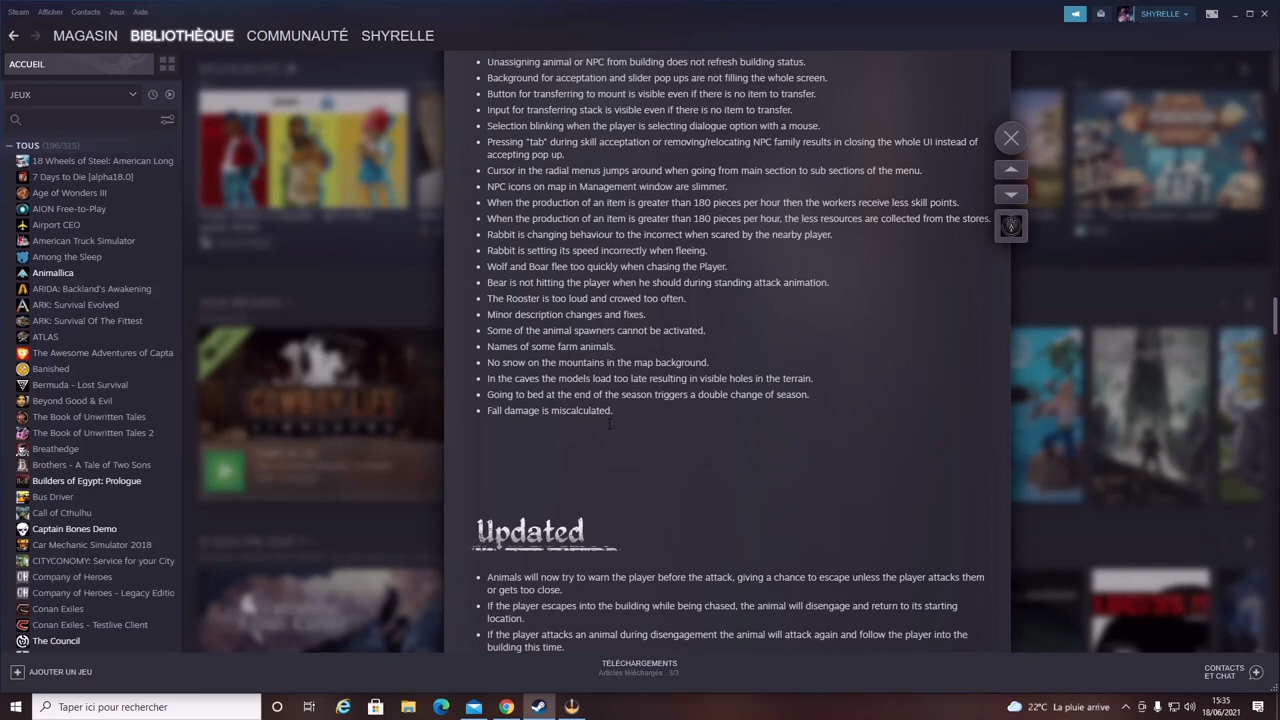 Steam Afficher Contacts Jeux Aide
SHYRELLE
MAGASIN BIBLIOTHÈQUE COMMUNAUTÉ SHYRELLE
ACCUEIL
JEUX
TOUS (196/315)
18 Wheels of Steel: American Long
7 Days to Die [alpha18.0]
Age of Wonders III
AION Free-to-Play
Airport CEO
American Truck Simulator
Among the Sleep
Animallica
ARIDA: Backland's Awakening
ARK: Survival Evolved
ARK: Survival Of The Fittest
ATLAS
The Awesome Adventures of Capta
Banished
Bermuda - Lost Survival
Beyond Good & Evil
The Book of Unwritten Tales
The Book of Unwritten Tales 2
Breathedge
Brothers - A Tale of Two Sons
Builders of Egypt: Prologue
Bus Driver
Call of Cthulhu
Captain Bones Demo
Car Mechanic Simulator 2018
CITYCONOMY: Service for your City
Company of Heroes
Company of Heroes - Legacy Editio
Conan Exiles
Conan Exiles - Testlive Client
The Council
Unassigning animal or NPC from building does not refresh building status.
Background for acceptation and slider pop ups are not filling the whole screen.
Button for transferring to mount is visible even if there is no item to transfer.
Input for transferring stack is visible even if there is no item to transfer.
Selection blinking when the player is selecting dialogue option with a mouse.
Pressing "tab" during skill acceptation or removing/relocating NPC family results in closing the whole UI instead of
accepting pop up.
Cursor in the radial menus jumps around when going from main section to sub sections of the menu.
NPC icons on map in Management window are slimmer.
When the production of an item is greater than 180 pieces per hour then the workers receive less skill points.
When the production of an item is greater than 180 pieces per hour, the less resources are collected from the stores.
Rabbit is changing behaviour to the incorrect when scared by the nearby player.
Rabbit is setting its speed incorrectly when fleeing.
Wolf and Boar flee too quickly when chasing the Player.
Bear is not hitting the player when he should during standing attack animation.
The Rooster is too loud and crowed too often.
Minor description changes and fixes.
Some of the animal spawners cannot be activated.
Names of some farm animals.
No snow on the mountains in the map background.
In the caves the models load too late resulting in visible holes in the terrain.
Going to bed at the end of the season triggers a double change of season.
Fall damage is miscalculated.
Updated
Animals will now try to warn the player before the attack, giving a chance to escape unless the player attacks them
or gets too close.
If the player escapes into the building while being chased, the animal will disengage and return to its starting
location.
If the player attacks an animal during disengagement the animal will attack again and follow the player into the
building this time.
AJOUTER UN JEU
TÉLÉCHARGEMENTS
Articles téléchargés : 3/3
CONTACTS
ET CHAT
Taper ici pour rechercher
22°C La pluie arrive
15:35
18/06/2021